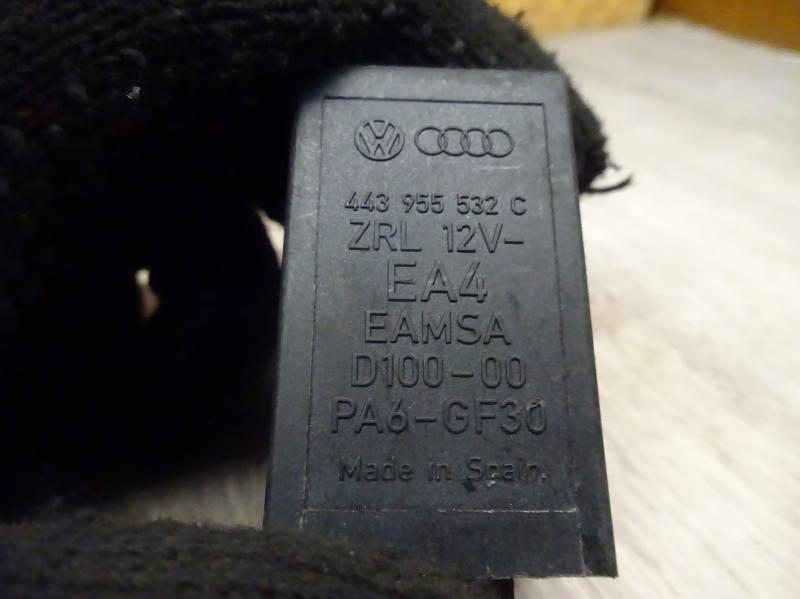 443 955 532 C
ZRL 12V-
EA4
EAMSA
D100-00
PA6-GF30
Made in Spain.